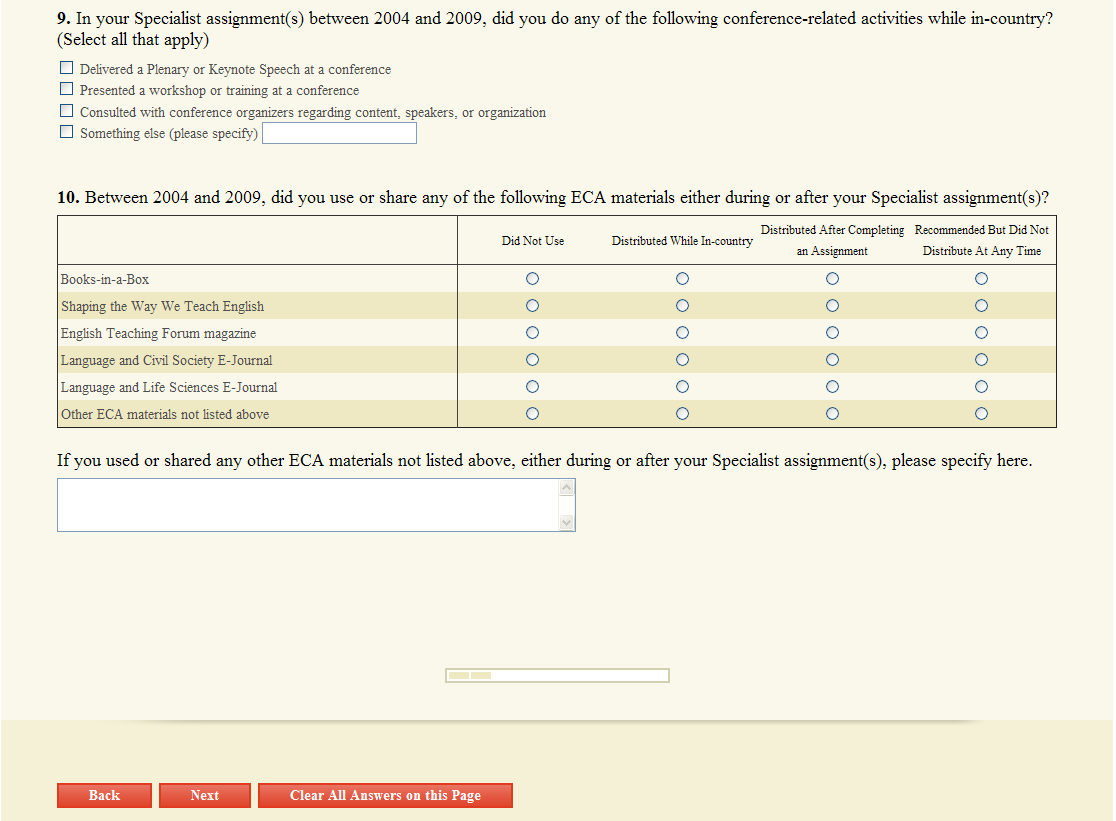 9. In your Specialist assignment(s) between 2004 and 2009, did you do any of the following conference-related activities while in-country?
(Select all that apply)
Delivered a Plenary or Keynote Speech at a conference
Presented a workshop or training at a conference
Consulted with conference organizers regarding content, speakers, or organization
Something else (please specify)
10. Between 2004 and 2009, did you use or share any of the following ECA materials either during or after your Specialist assignment(s)?
Did Not Use
Distributed While In-country
Distributed After Completing
an Assignment
Recommended But Did Not
Distribute At Any Time
Books-in-a-Box
Shaping the Way We Teach English
English Teaching Forum magazine
Language and Civil Society E-Journal
Language and Life Sciences E-Journal
Other ECA materials not listed above
If you used or shared any other ECA materials not listed above, either during or after your Specialist assignment(s), please specify here.
Back
Next
Clear All Answers on this Page